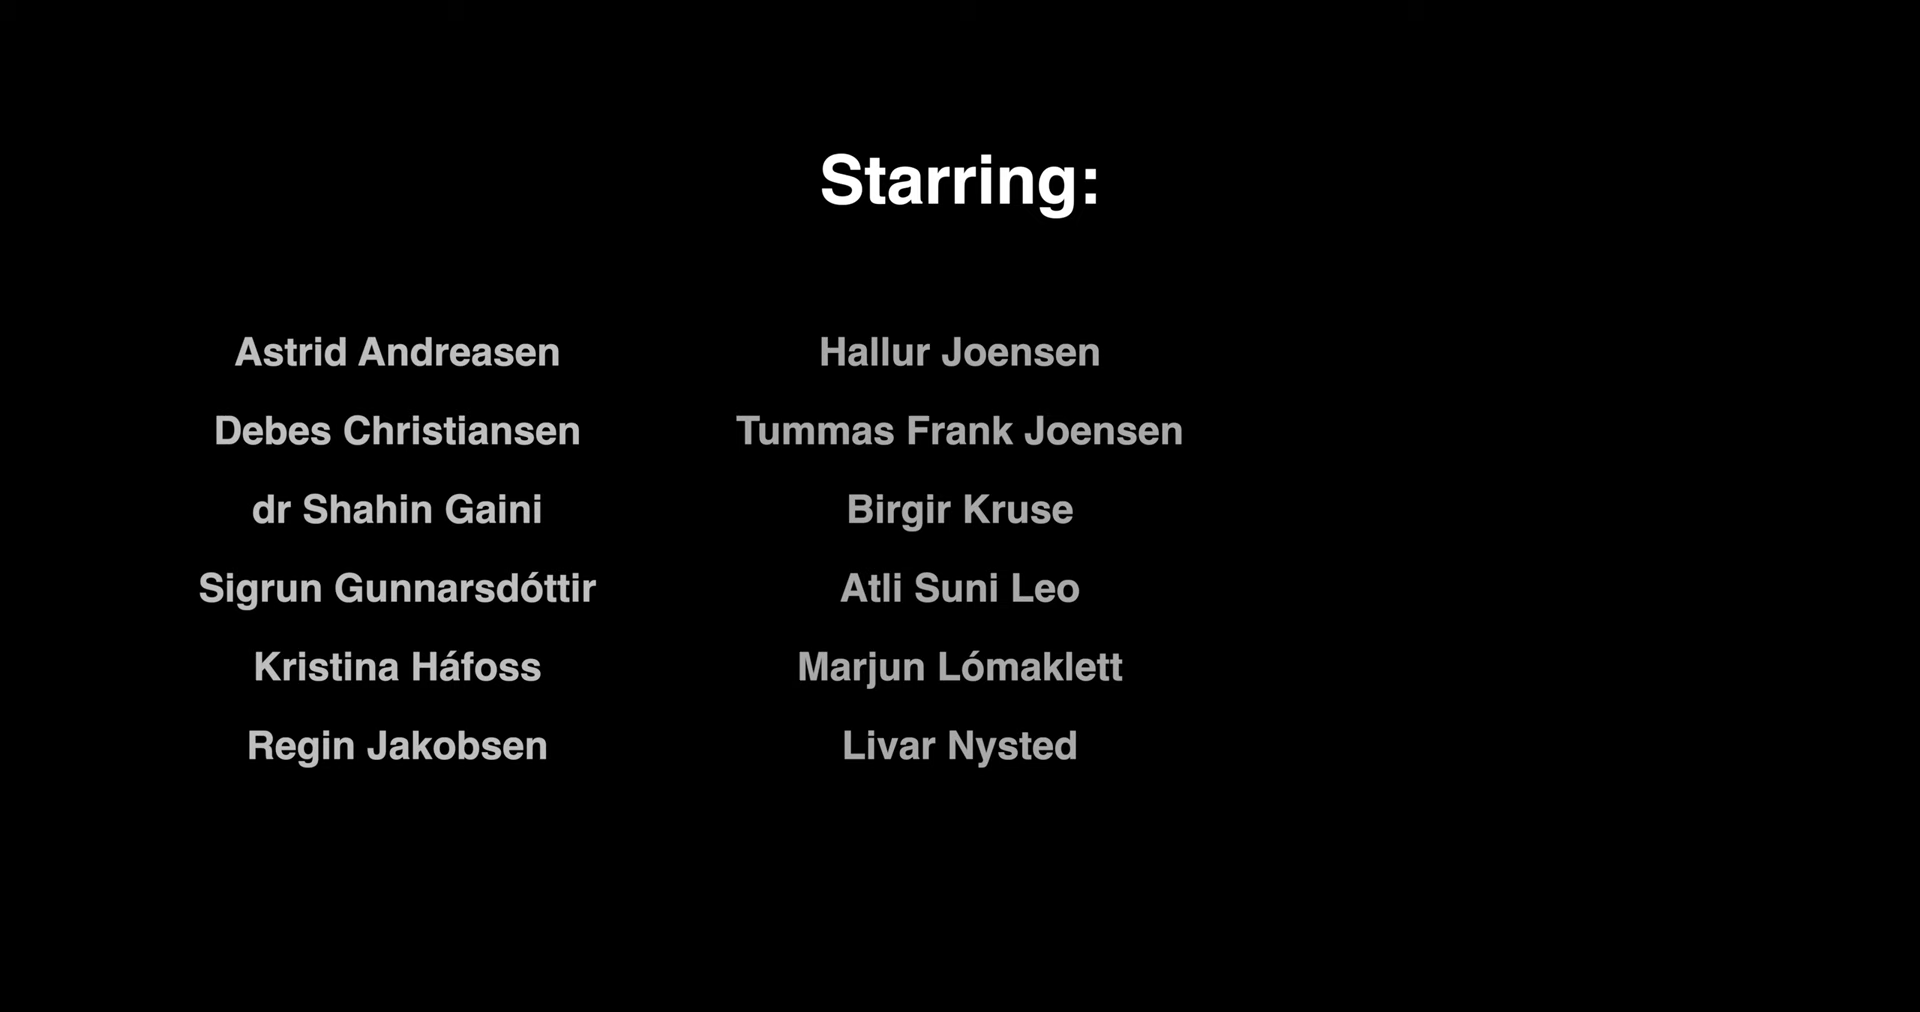 Starring:
Astrid Andreasen
Debes Christiansen
dr Shahin Gaini
Sigrun Gunnarsdóttir
Kristina Háfoss
Regin Jakobsen
Hallur Joensen
Tummas Frank Joensen
Birgir Kruse
Atli Suni Leo
Marjun Lómaklett
Livar Nysted